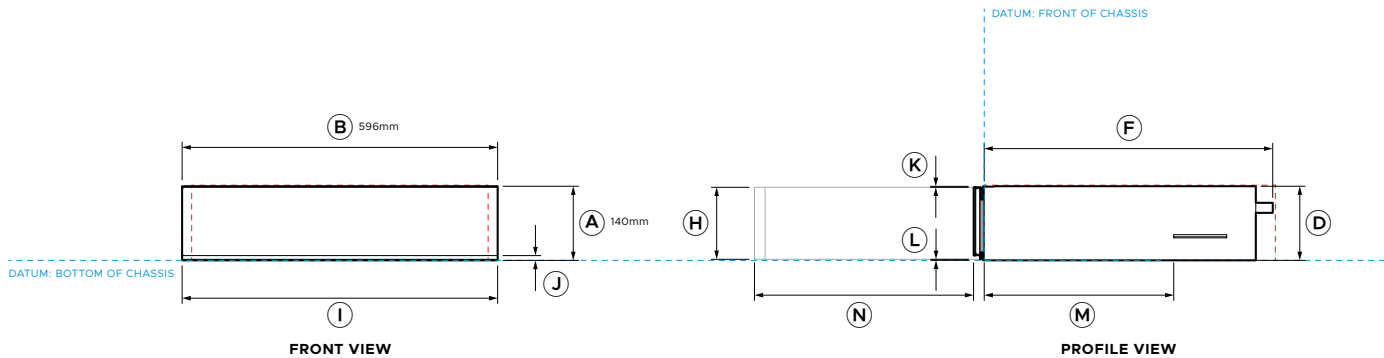 DATUM: FRONT OF CHASSIS
B 596mm
F
K
H
A 140mm
D
L
DATUM: BOTTOM OF CHASSIS
J
I
N
M
FRONT VIEW
PROFILE VIEW